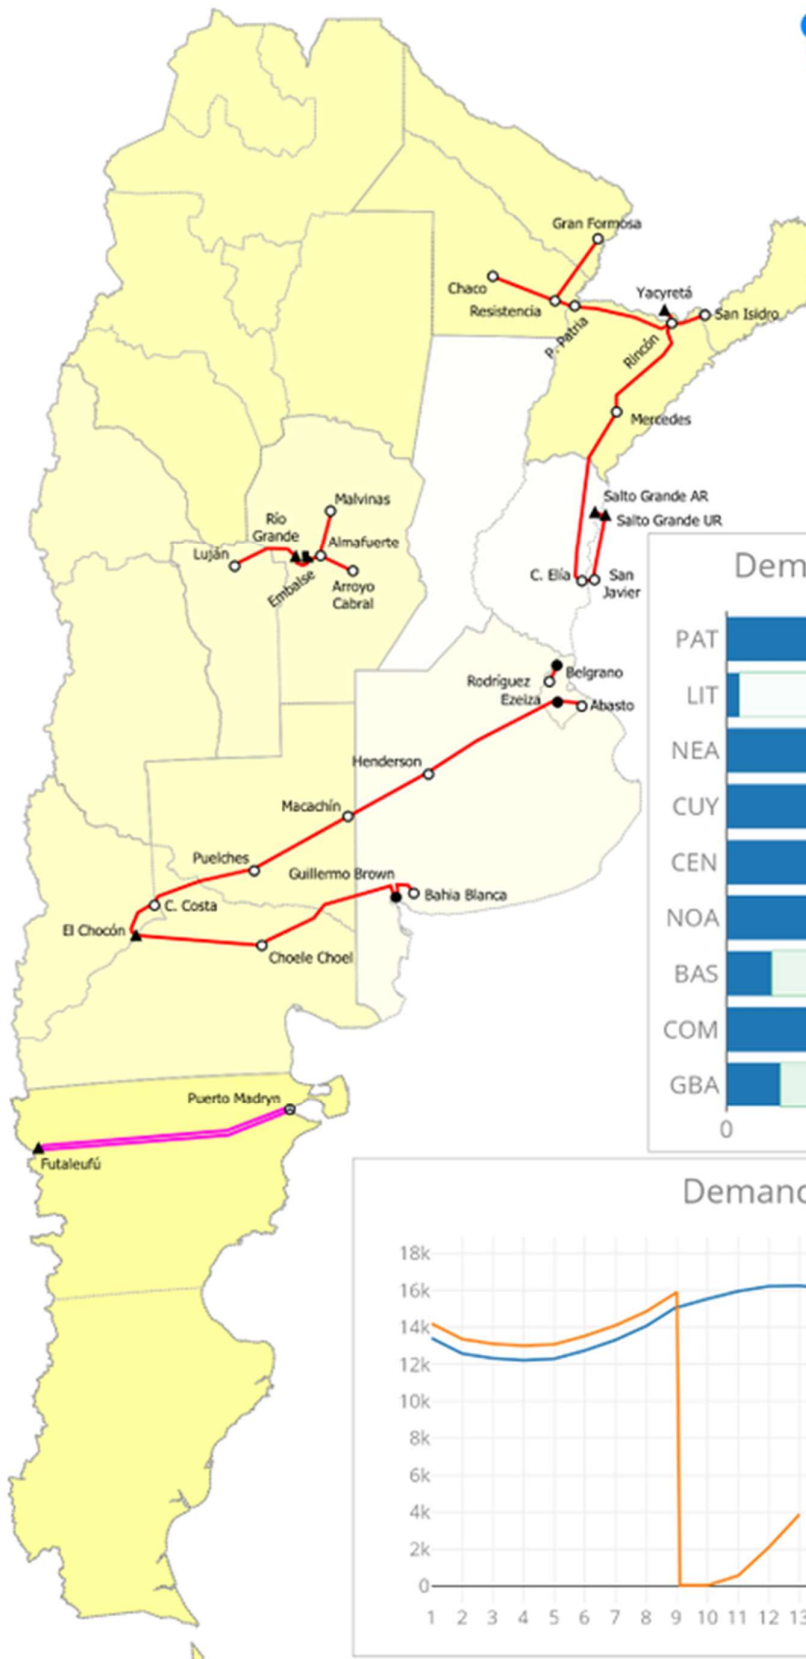 Gran Formosa
Chaco
Resistencia
P. Patria
Yacyretá
San Isidro
Rincón
Mercedes
Salto Grande AR
Salto Grande UR
Malvinas
Río
Grande
Almafuerte
Luján
Embalse
Arroyo
Cabral
C. Elía
San
Javier
Belgrano
Rodríguez
Ezeiza
Abasto
Henderson
Macachín
Puelches
Guillermo Brown
Bahia Blanca
C. Costa
El Chocón
Choele Choel
Puerto Madryn
Futaleufú
Dem
PAT
LIT
NEA
CUY
CEN
NOA
BAS
COM
GBA
0
Demand
18k
16k
14k
12k
10k
8k
6k
4k
2k
0
1 2 3 4 5 6 7 8 9 10 11 12 13